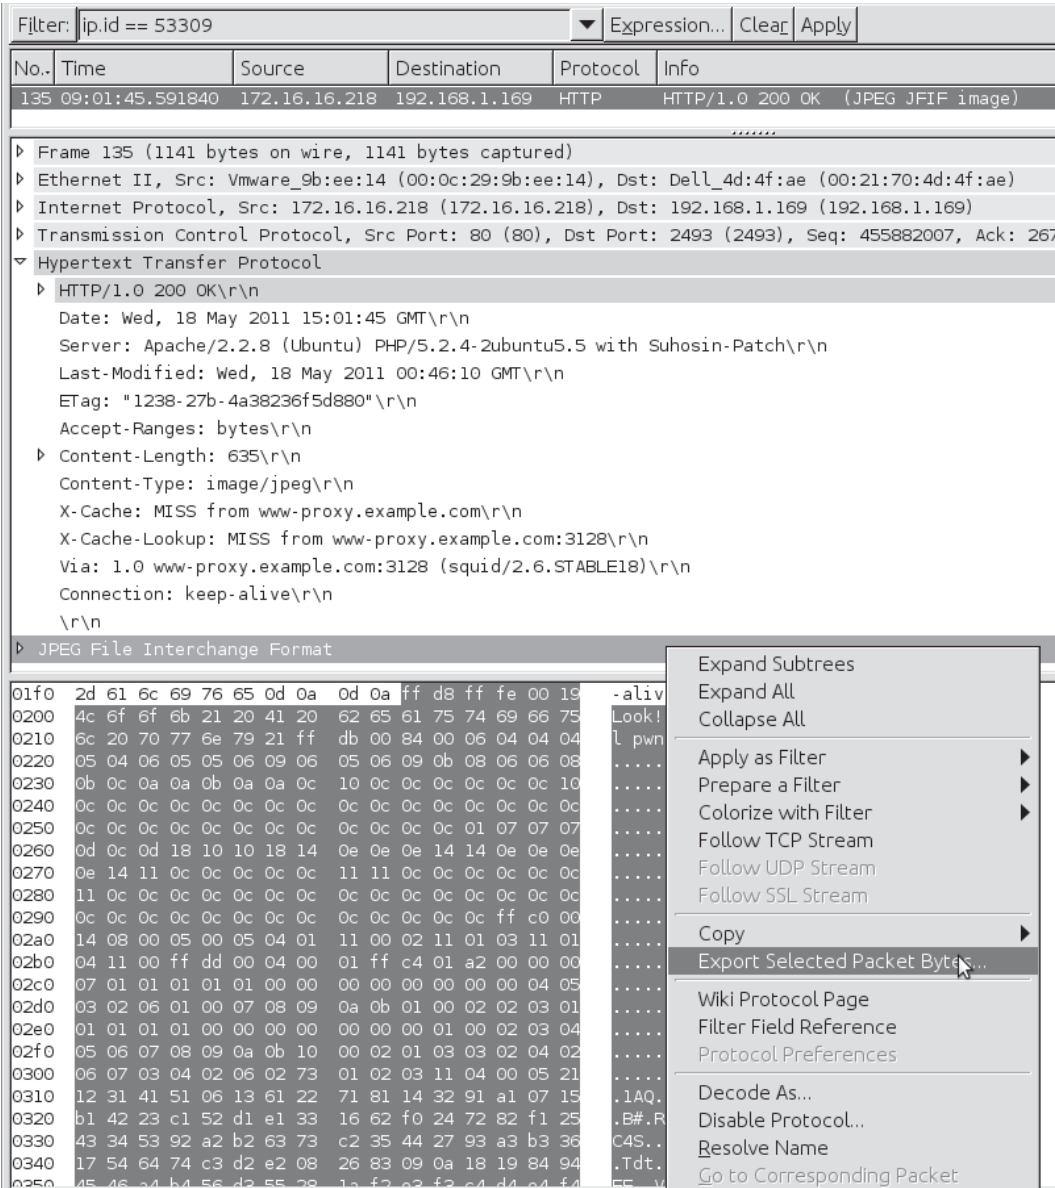 Filter: ip.id == 53309 Expression... Clear Apply
No. Time Source Destination Protocol Info
135 09:01:45.591840 172.16.16.218 192.168.1.169 HTTP HTTP/1.0 200 OK (JPEG JFIF image)
Frame 135 (1141 bytes on wire, 1141 bytes captured)
Ethernet II, Src: Vmware_9b:ee:14 (00:0c:29:9b:ee:14), Dst: Dell_4d:4f:ae (00:21:70:4d:4f:ae)
Internet Protocol, Src: 172.16.16.218 (172.16.16.218), Dst: 192.168.1.169 (192.168.1.169)
Transmission Control Protocol, Src Port: 80 (80), Dst Port: 2493 (2493), Seq: 455882007, Ack: 267
Hypertext Transfer Protocol
HTTP/1.0 200 OK\r\n
Date: Wed, 18 May 2011 15:01:45 GMT\r\n
Server: Apache/2.2.8 (Ubuntu) PHP/5.2.4-2ubuntu5.5 with Suhosin-Patch\r\n
Last-Modified: Wed, 18 May 2011 00:46:10 GMT\r\n
ETag: "1238-27b-4a38236f5d880"\r\n
Accept-Ranges: bytes\r\n
Content-Length: 635\r\n
Content-Type: image/jpeg\r\n
X-Cache: MISS from www-proxy.example.com\r\n
X-Cache-Lookup: MISS from www-proxy.example.com:3128\r\n
Via: 1.0 www-proxy.example.com:3128 (squid/2.6.STABLE18)\r\n
Connection: keep-alive\r\n
\r\n
JPEG File Interchange Format
01f0 2d 61 6c 69 76 65 0d 0a 0d 0a ff d8 ff fe 00 19 -aliv
0200 4c 6f 6f 6b 21 20 41 20 62 65 61 75 74 69 66 75 Look!
0210 6c 20 70 77 6e 79 21 ff db 00 84 00 06 04 04 04 l pwn
0220 05 04 06 05 05 06 09 06 05 06 09 0b 08 06 06 08 .....
0230 0b 0c 0a 0a 0b 0a 0a 0c 10 0c 0c 0c 0c 0c 0c 10 .....
0240 0c 0c 0c 0c 0c 0c 0c 0c 0c 0c 0c 0c 0c 0c 0c 0c .....
0250 0c 0c 0c 0c 0c 0c 0c 0c 0c 0c 0c 0c 01 07 07 07 .....
0260 0d 0c 0d 18 10 10 18 14 0e 0e 0e 14 14 0e 0e 0e .....
0270 0e 14 11 0c 0c 0c 0c 0c 11 11 0c 0c 0c 0c 0c 0c .....
0280 11 0c 0c 0c 0c 0c 0c 0c 0c 0c 0c 0c 0c 0c 0c 0c .....
0290 0c 0c 0c 0c 0c 0c 0c 0c 0c 0c 0c 0c 0c ff c0 00 .....
02a0 14 08 00 05 00 05 04 01 11 00 02 11 01 03 11 01 .....
02b0 04 11 00 ff dd 00 04 00 01 ff c4 01 a2 00 00 00 .....
02c0 07 01 01 01 01 01 00 00 00 00 00 00 00 00 04 05 .....
02d0 03 02 06 01 00 07 08 09 0a 0b 01 00 02 02 03 01 .....
02e0 01 01 01 01 00 00 00 00 00 00 00 01 00 02 03 04 .....
02f0 05 06 07 08 09 0a 0b 10 00 02 01 03 03 02 04 02 .....
0300 06 07 03 04 02 06 02 73 01 02 03 11 04 00 05 21 .....
0310 12 31 41 51 06 13 61 22 71 81 14 32 91 a1 07 15 .1AQ.
0320 b1 42 23 c1 52 d1 e1 33 16 62 f0 24 72 82 f1 25 .B#.R
0330 43 34 53 92 a2 b2 63 73 c2 35 44 27 93 a3 b3 36 C4S..
0340 17 54 64 74 c3 d2 e2 08 26 83 09 0a 18 19 84 94 .Tdt.
0350 45 46 a4 b4 56 d3 55 28 1a f2 e3 f3 c4 d4 e4 f4
Expand Subtrees
Expand All
Collapse All
Apply as Filter
Prepare a Filter
Colorize with Filter
Follow TCP Stream
Follow UDP Stream
Follow SSL Stream
Copy
Export Selected Packet Bytes...
Wiki Protocol Page
Filter Field Reference
Protocol Preferences
Decode As...
Disable Protocol...
Resolve Name
Go to Corresponding Packet